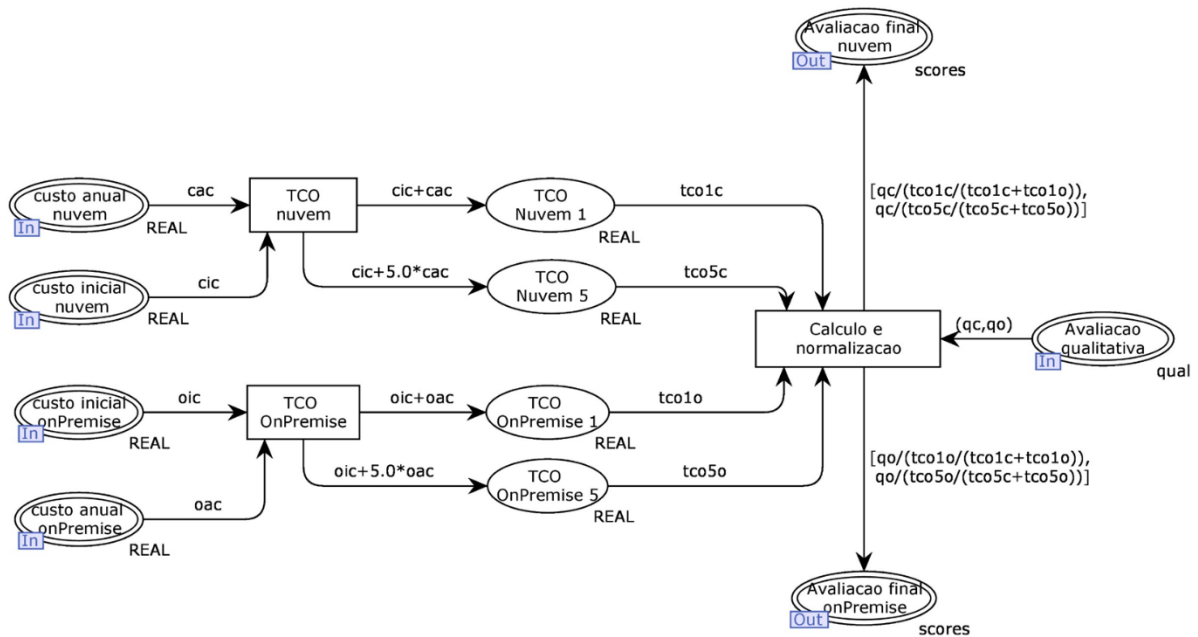 Avaliacao final
nuvem
Out
scores
[qc/(tco1c/(tco1c+tco1o)),
qc/(tco5c/(tco5c+tco5o))]
custo anual
nuvem
In
REAL
cac
TCO
nuvem
cic+cac
TCO
Nuvem 1
REAL
tco1c
custo inicial
nuvem
In
REAL
cic
cic+5.0*cac
TCO
Nuvem 5
REAL
tco5c
Calculo e
normalizacao
(qc,qo)
Avaliacao
qualitativa
In
qual
custo inicial
onPremise
In
REAL
oic
TCO
OnPremise
oic+oac
TCO
OnPremise 1
REAL
tco1o
custo anual
onPremise
In
REAL
oac
oic+5.0*oac
TCO
OnPremise 5
REAL
tco5o
[qo/(tco1o/(tco1c+tco1o)),
qo/(tco5o/(tco5c+tco5o))]
Avaliacao final
onPremise
Out
scores